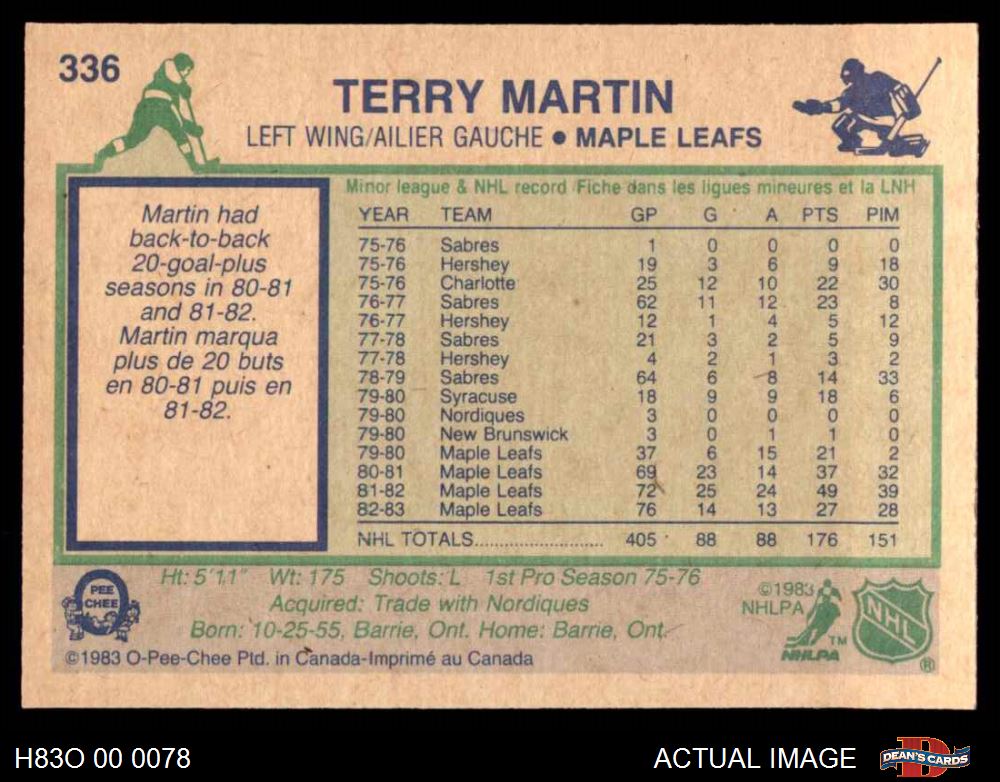 336
TERRY MARTIN
LEFT WING/AILIER GAUCHE • MAPLE LEAFS
Martin had
back-to-back
20-goal-plus
seasons in 80-81
and 81-82.
Martin marqua
plus de 20 buts
en 80-81 puis en
81-82.
Minor league & NHL record/Fiche dans les ligues mineures et la LNH
YEAR TEAM GP G A PTS PIM
75-76 Sabres 1 0 0 0 0
75-76 Hershey 19 3 6 9 18
75-76 Charlotte 25 12 10 22 30
76-77 Sabres 62 11 12 23 8
76-77 Hershey 12 1 4 5 12
77-78 Sabres 21 3 2 5 9
77-78 Hershey 4 2 1 3 2
78-79 Sabres 64 6 8 14 33
79-80 Syracuse 18 9 9 18 6
79-80 Nordiques 3 0 0 0 0
79-80 New Brunswick 3 0 1 1 0
79-80 Maple Leafs 37 6 15 21 2
80-81 Maple Leafs 69 23 14 37 32
81-82 Maple Leafs 72 25 24 49 39
82-83 Maple Leafs 76 14 13 27 28
NHL TOTALS........................ 405 88 88 176 151
O PEE CHEE
Ht: 5'11" Wt: 175 Shoots: L 1st Pro Season 75-76
Acquired: Trade with Nordiques
Born: 10-25-55, Barrie, Ont. Home: Barrie, Ont.
©1983 O-Pee-Chee Ptd. in Canada-Imprimé au Canada
©1983
NHLPA
TM
NHLPA
NHL
®
H83O 00 0078
ACTUAL IMAGE
D
DEAN'S CARDS